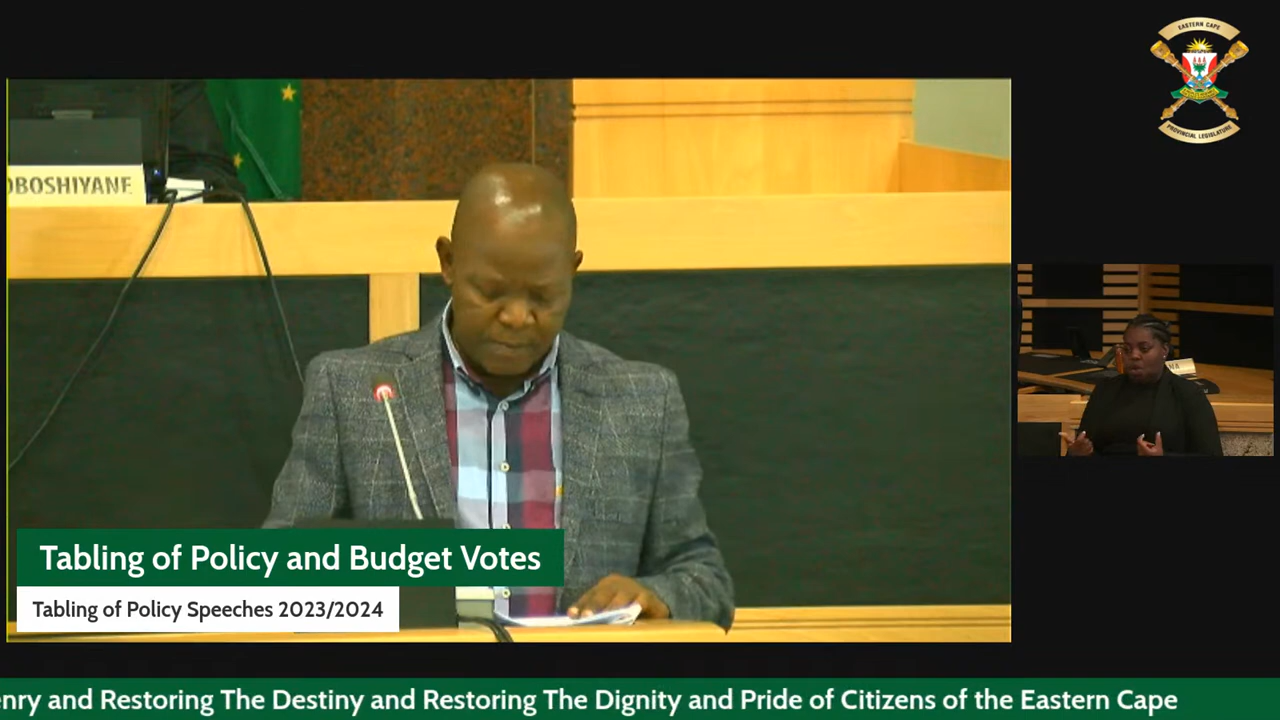 EASTERN CAPE
PROVINCIAL LEGISLATURE
OBOSHIYANE
Tabling of Policy and Budget Votes
Tabling of Policy Speeches 2023/2024
enry and Restoring The Destiny and Restoring The Dignity and Pride of Citizens of the Eastern Cape